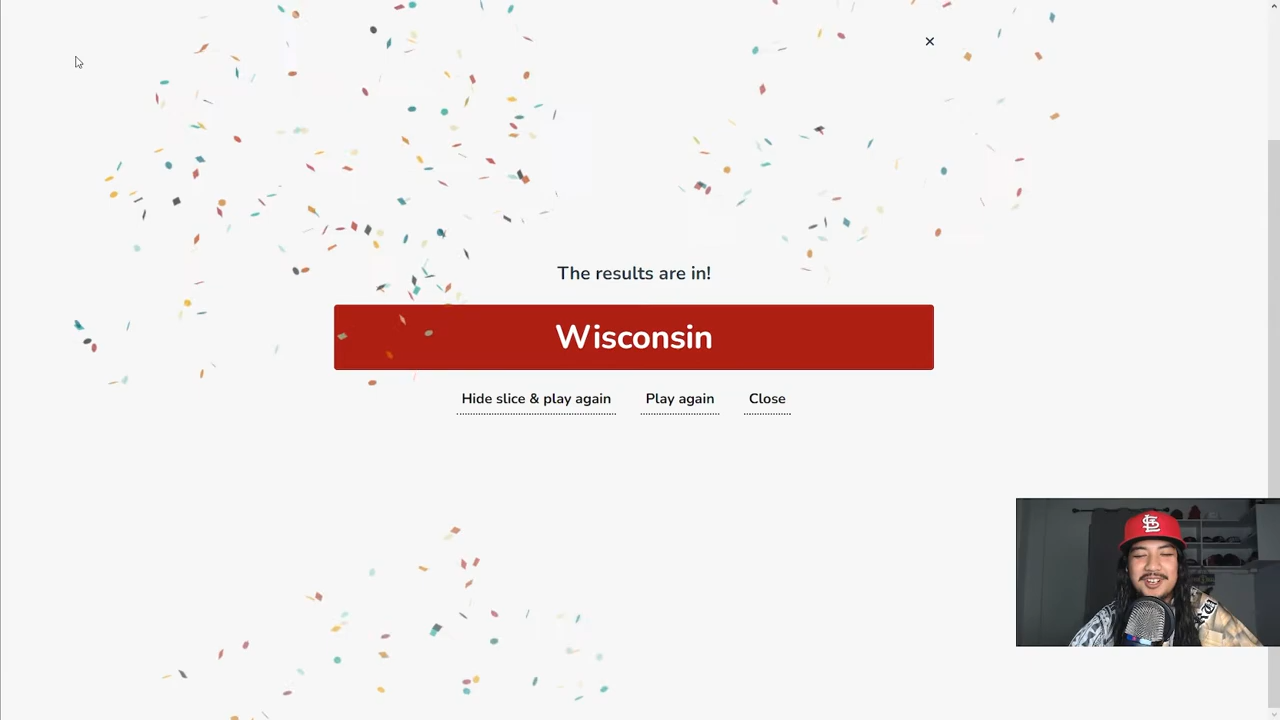 The results are in!
Wisconsin
Hide slice & play again
Play again
Close